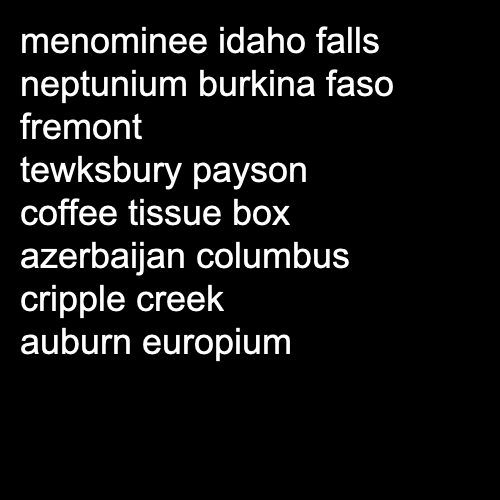 menominee idaho falls
neptunium burkina faso
fremont
tewksbury payson
coffee tissue box
azerbaijan columbus
cripple creek
auburn europium